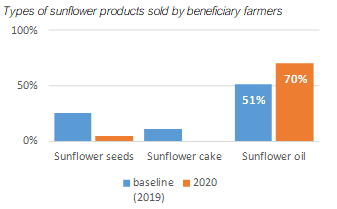 Types of sunflower products sold by beneficiary farmers
100%
50%
0%
51%
70%
Sunflower seeds Sunflower cake Sunflower oil
baseline (2019)
2020